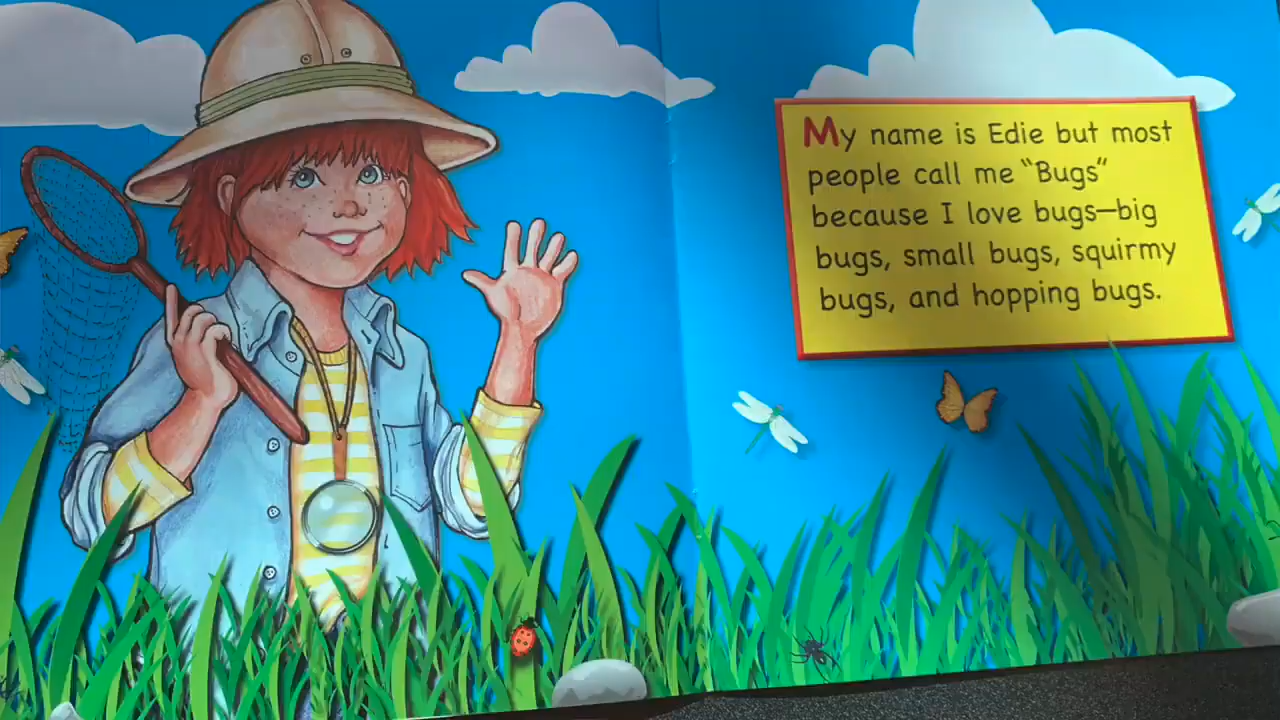 My name is Edie but most
people call me “Bugs”
because I love bugs—big
bugs, small bugs, squirmy
bugs, and hopping bugs.